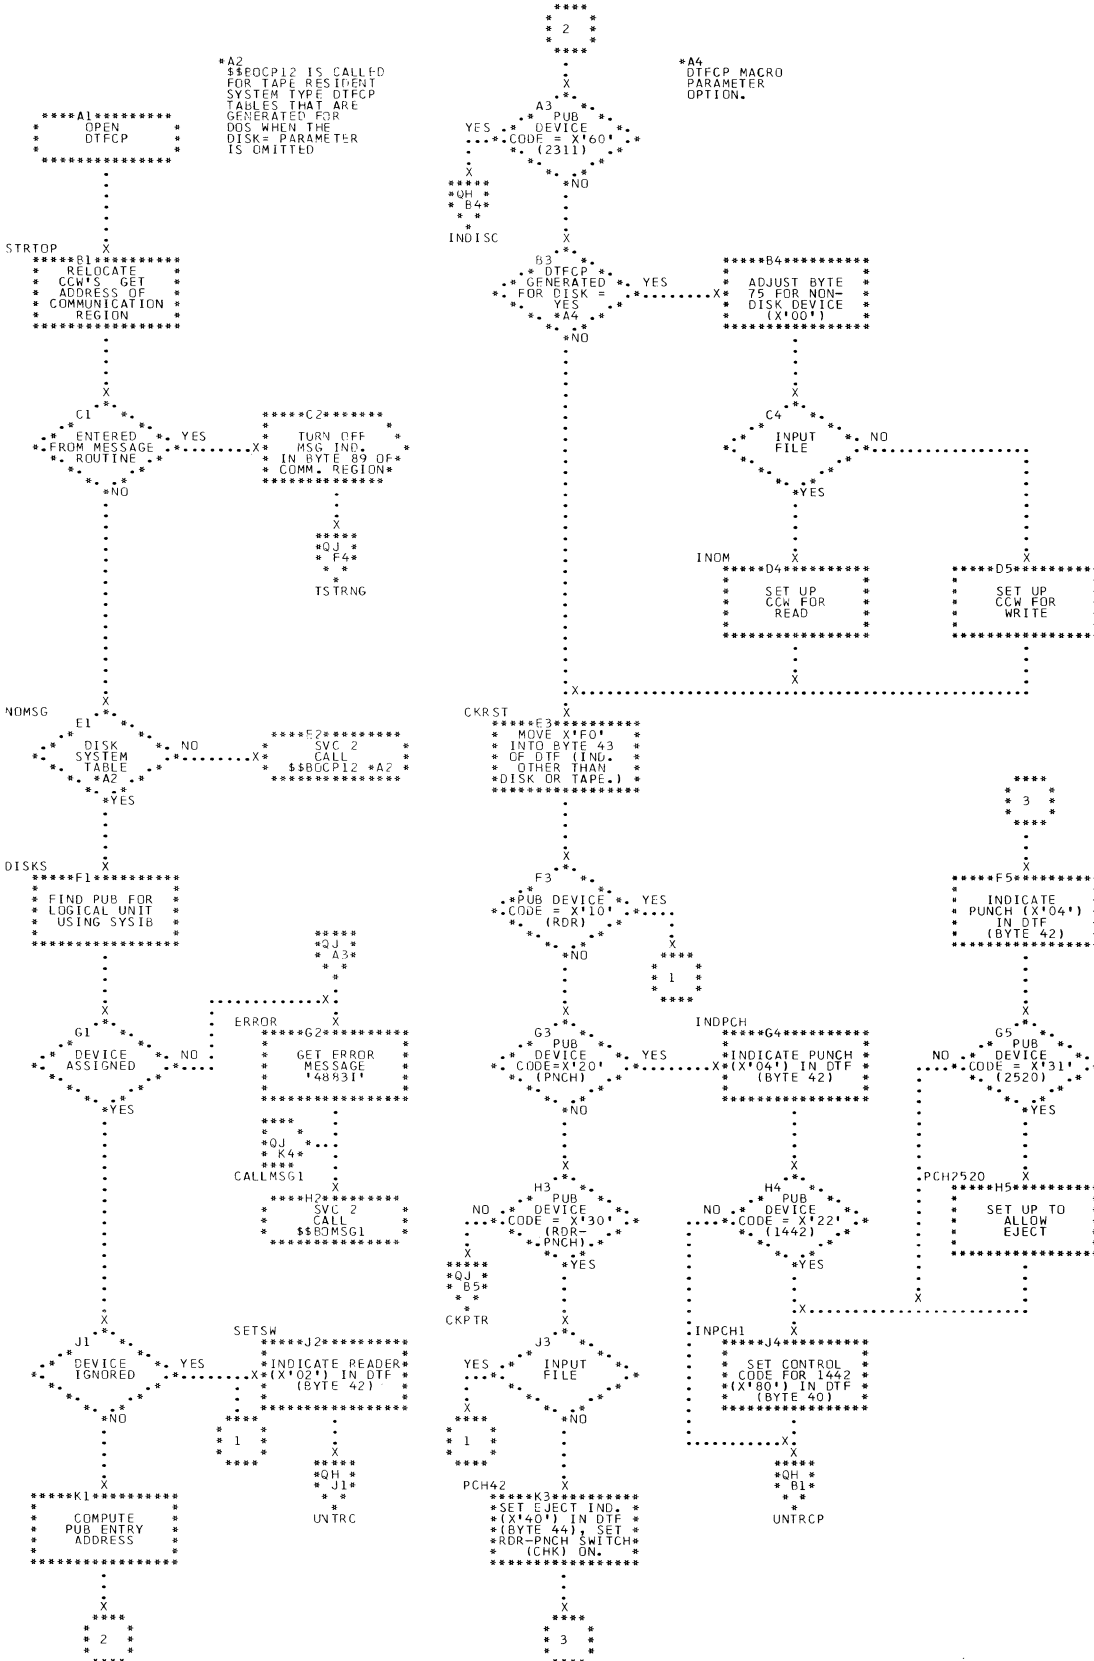 *A2
$$BOCP12 IS CALLED
FOR TAPE RESIDENT
SYSTEM TYPE DTFCP
TABLES THAT ARE
GENERATED FOR
DOS WHEN THE
DISK= PARAMETER
IS OMITTED
A1
OPEN
DTFCP
STRTOP
B1
RELOCATE
CCW'S GET
ADDRESS OF
COMMUNICATION
REGION
C1
ENTERED
FROM MESSAGE
ROUTINE
YES
NO
C2
TURN OFF
MSG IND.
IN BYTE 89 OF
COMM. REGION
QJ
F4
TSTRNG
NOMSG
E1
DISK
SYSTEM
TABLE
*A2
NO
YES
E2
SVC 2
CALL
$$BOCP12 *A2
DISKS
F1
FIND PUB FOR
LOGICAL UNIT
USING SYSIB
G1
DEVICE
ASSIGNED
NO
YES
QJ
A3
ERROR
G2
GET ERROR
MESSAGE
'4883I'
QJ
K4
CALLMSG1
H2
SVC 2
CALL
$$BOMSG1
J1
DEVICE
IGNORED
YES
NO
1
SETSW
J2
INDICATE READER
(X'02') IN DTF
(BYTE 42)
QH
J1
UNTRC
K1
COMPUTE
PUB ENTRY
ADDRESS
2
2
*A4
DTFCP MACRO
PARAMETER
OPTION.
A3
PUB
DEVICE
CODE = X'60'
(2311)
YES
NO
QH
B4
INDISC
B3
DTFCP
GENERATED
FOR DISK =
YES
*A4
YES
NO
B4
ADJUST BYTE
75 FOR NON-
DISK DEVICE
(X'00')
C4
INPUT
FILE
NO
YES
INOM
D4
SET UP
CCW FOR
READ
D5
SET UP
CCW FOR
WRITE
CKRST
E3
MOVE X'F0'
INTO BYTE 43
OF DTF (IND.
OTHER THAN
DISK OR TAPE.)
F3
PUB DEVICE
CODE = X'10'
(RDR)
YES
NO
1
G3
PUB
DEVICE
CODE=X'20'
(PNCH)
YES
NO
INDPCH
G4
INDICATE PUNCH
(X'04') IN DTF
(BYTE 42)
H3
PUB
DEVICE
CODE = X'30'
(RDR-
PNCH)
NO
YES
QJ
B5
CKPTR
H4
PUB
DEVICE
CODE = X'22'
(1442)
NO
YES
J3
INPUT
FILE
YES
NO
1
INPCH1
J4
SET CONTROL
CODE FOR 1442
(X'80') IN DTF
(BYTE 40)
QH
B1
UNTRCP
PCH42
K3
SET EJECT IND.
(X'40') IN DTF
(BYTE 44), SET
RDR-PNCH SWITCH
(CHK) ON.
3
3
F5
INDICATE
PUNCH (X'04')
IN DTF
(BYTE 42)
G5
PUB
DEVICE
CODE = X'31'
(2520)
NO
YES
PCH2520
H5
SET UP TO
ALLOW
EJECT